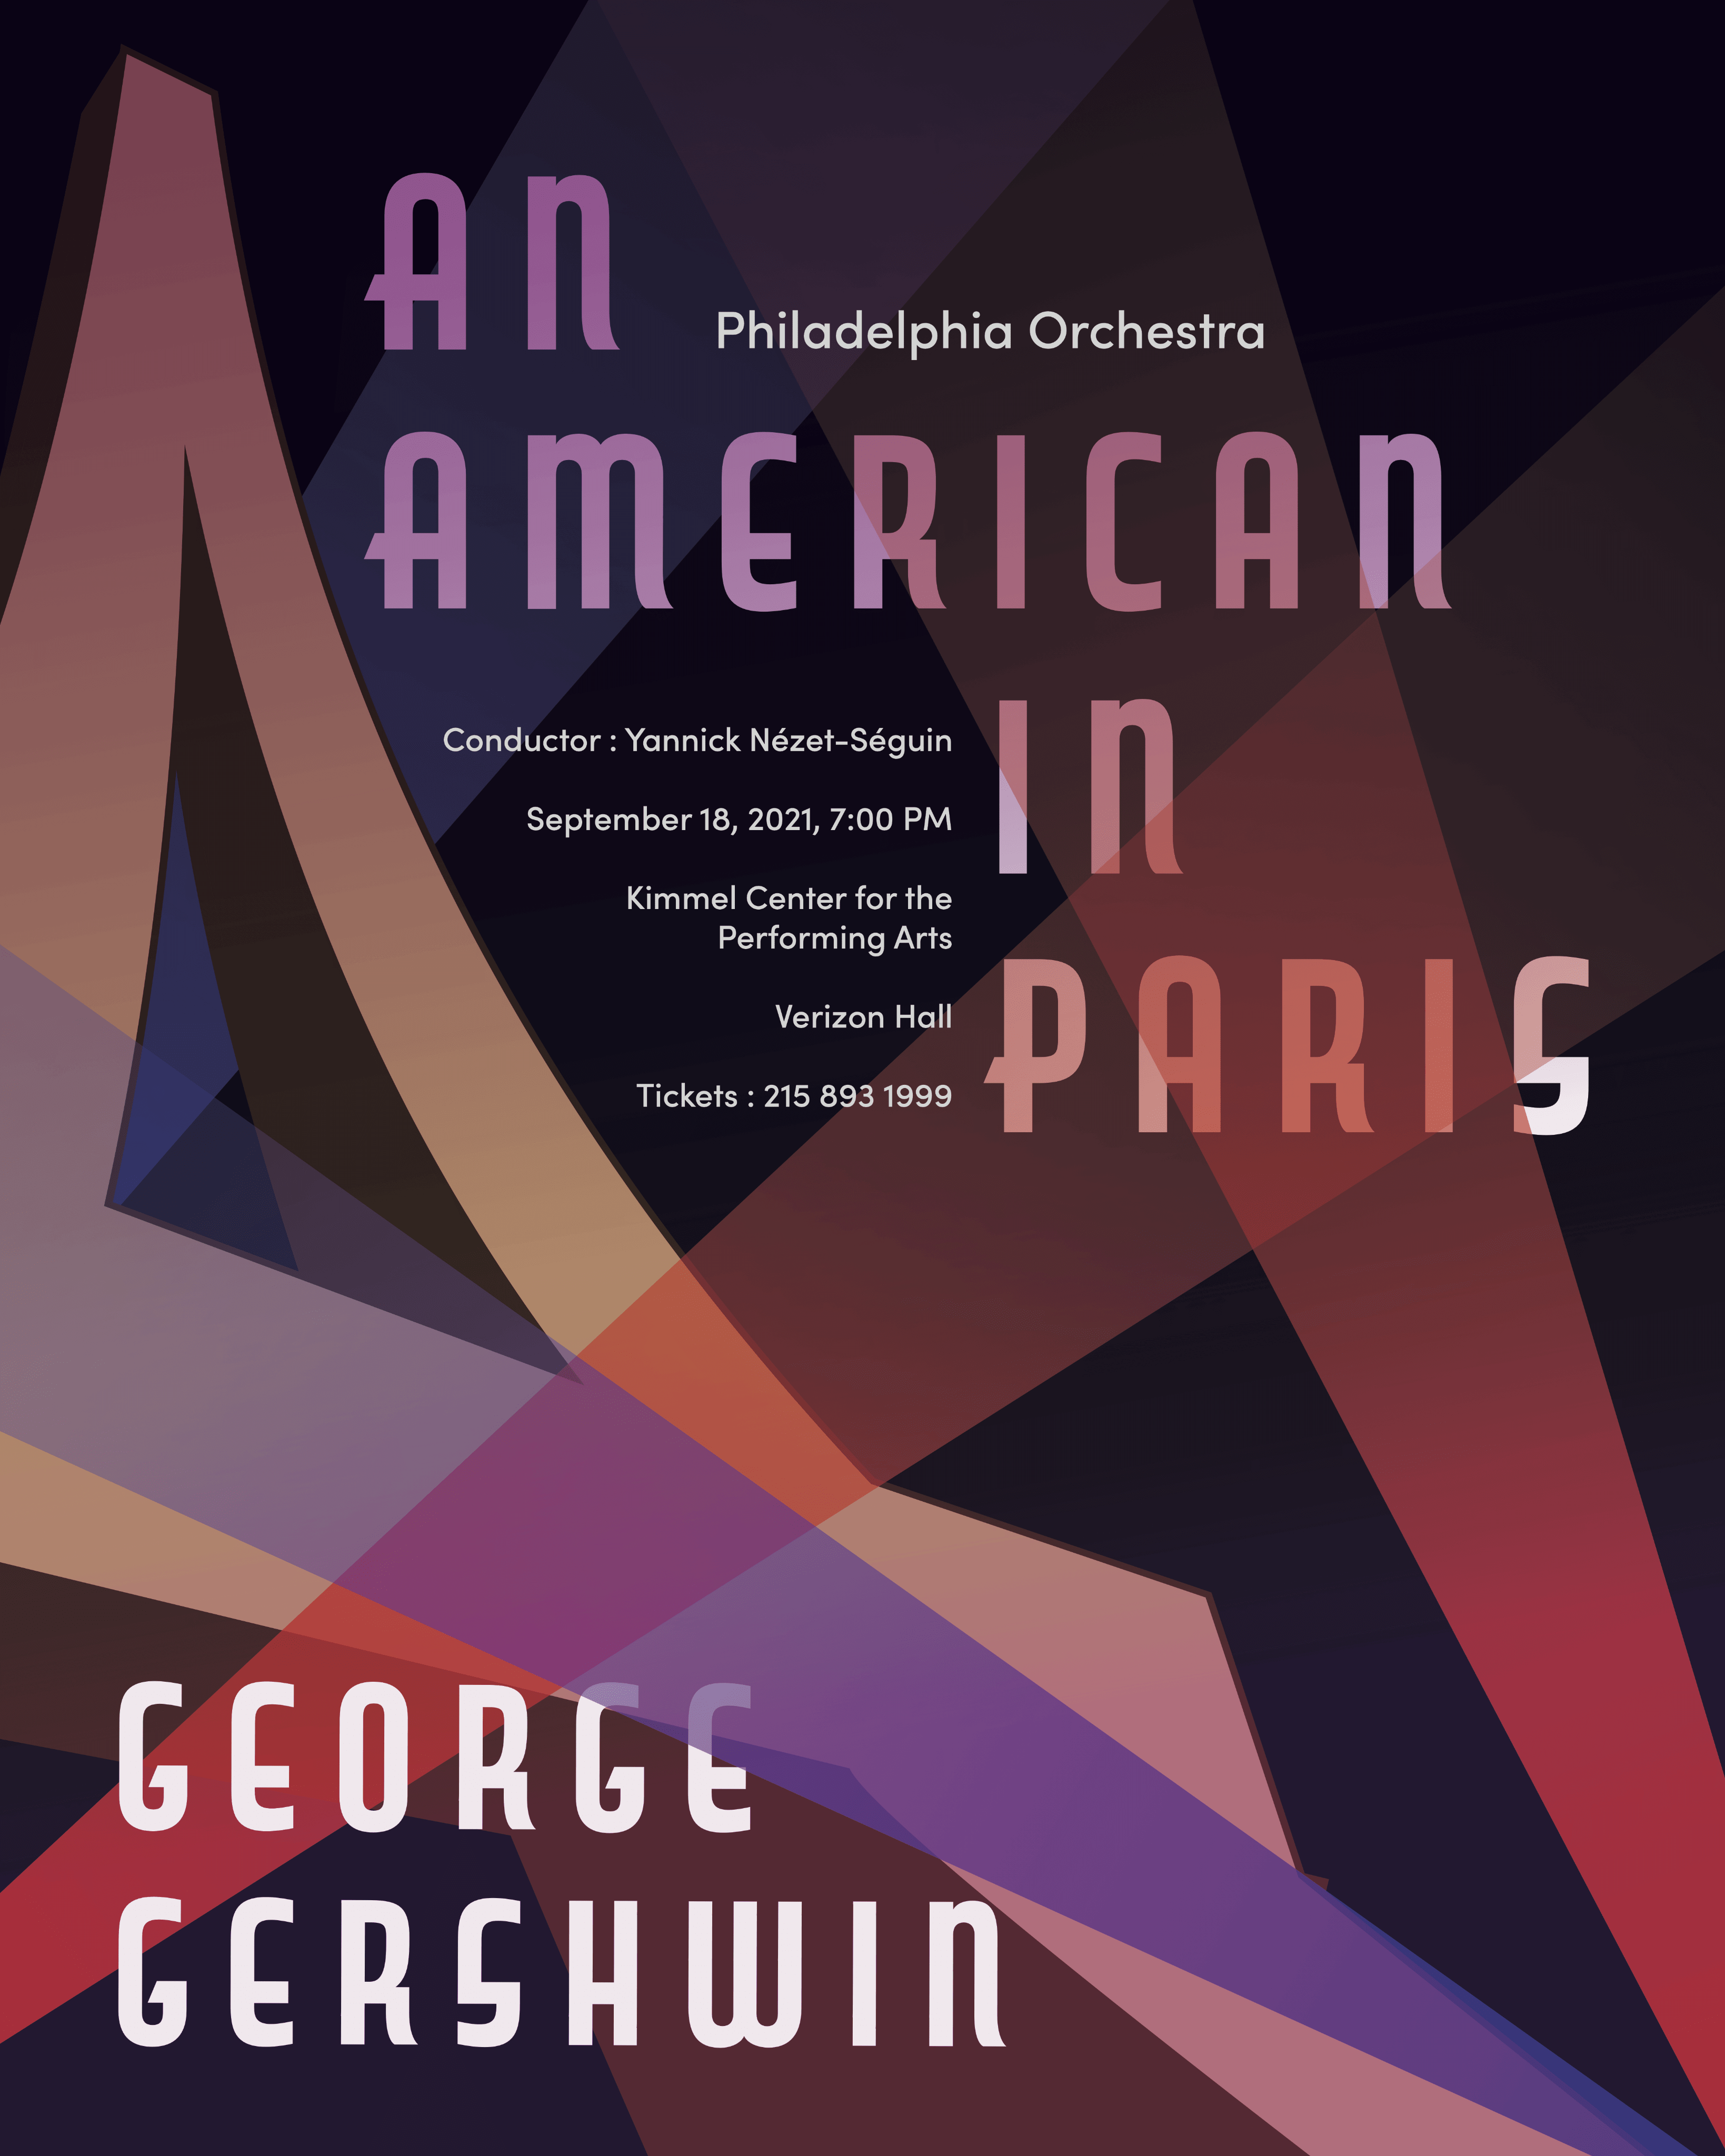 AN
Philadelphia Orchestra
AMERICAN
IN
Conductor : Yannick Nézet-Séguin
September 18, 2021, 7:00 PM
Kimmel Center for the
Performing Arts
Verizon Hall
Tickets : 215 893 1999
PARIS
GEORGE
GERSHWIN